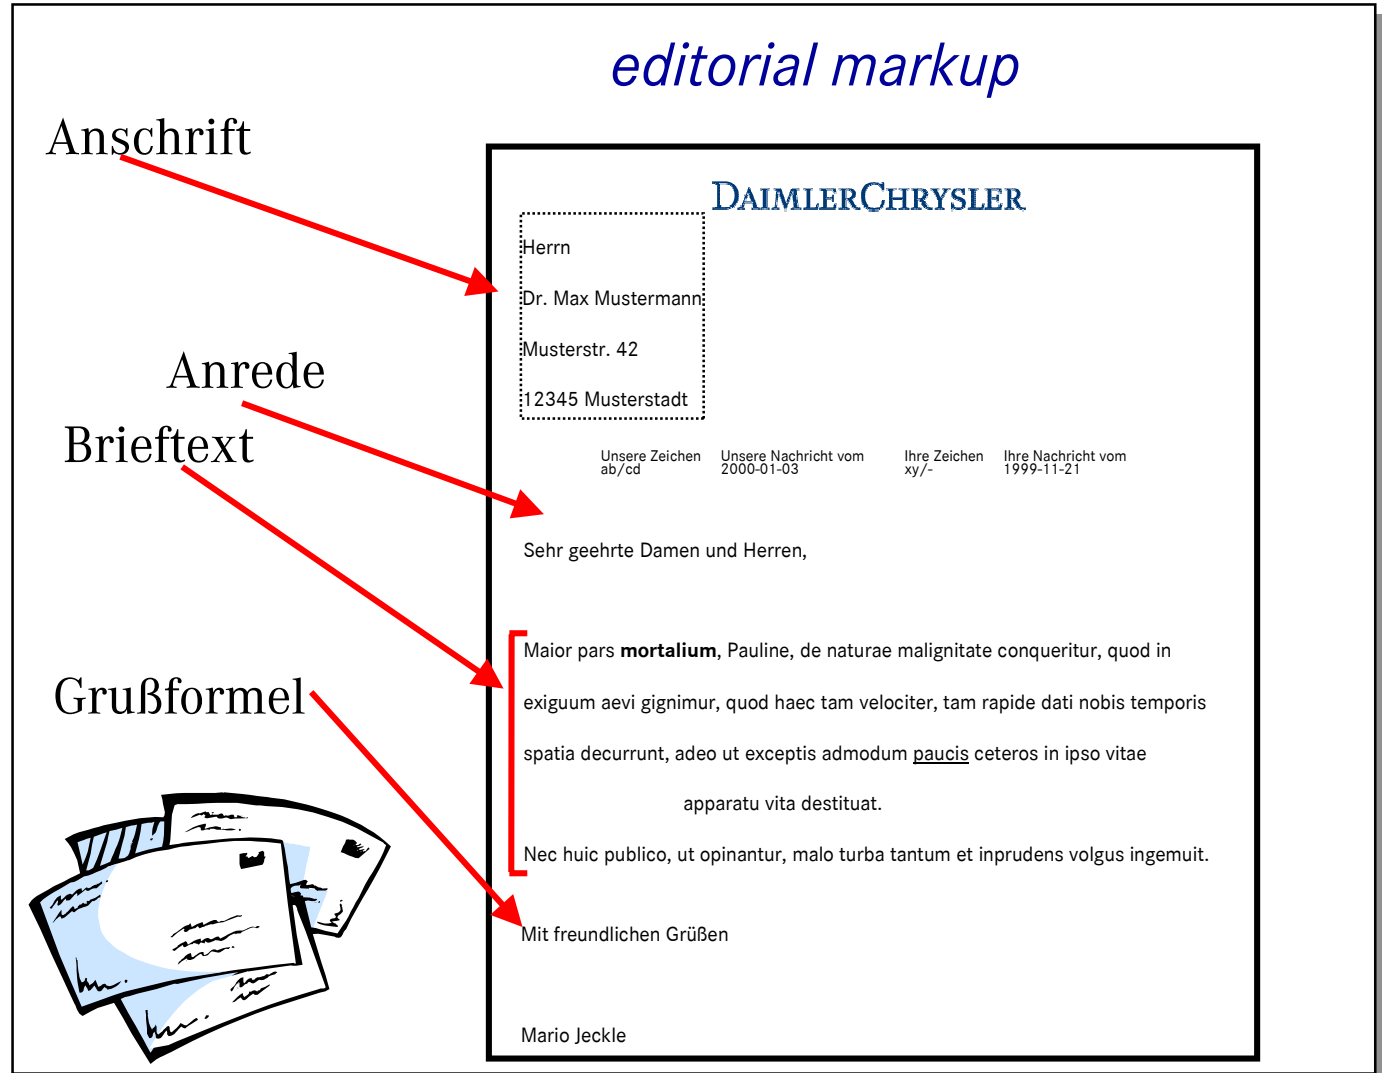 editorial markup
Anschrift
DAIMLERCHRYSLER
Herrn
Dr. Max Mustermann
Musterstr. 42
12345 Musterstadt
Anrede
Brieftext
Unsere Zeichen Unsere Nachricht vom Ihre Zeichen Ihre Nachricht vom
ab/cd 2000-01-03 xy/- 1999-11-21
Sehr geehrte Damen und Herren,
Maior pars mortalium, Pauline, de naturae malignitate conqueritur, quod in
exiguum aevi gignimur, quod haec tam velociter, tam rapide dati nobis temporis
spatia decurrunt, adeo ut exceptis admodum paucis ceteros in ipso vitae
apparatu vita destituat.
Nec huic publico, ut opinantur, malo turba tantum et inprudens volgus ingemuit.
Grußformel
Mit freundlichen Grüßen
Mario Jeckle